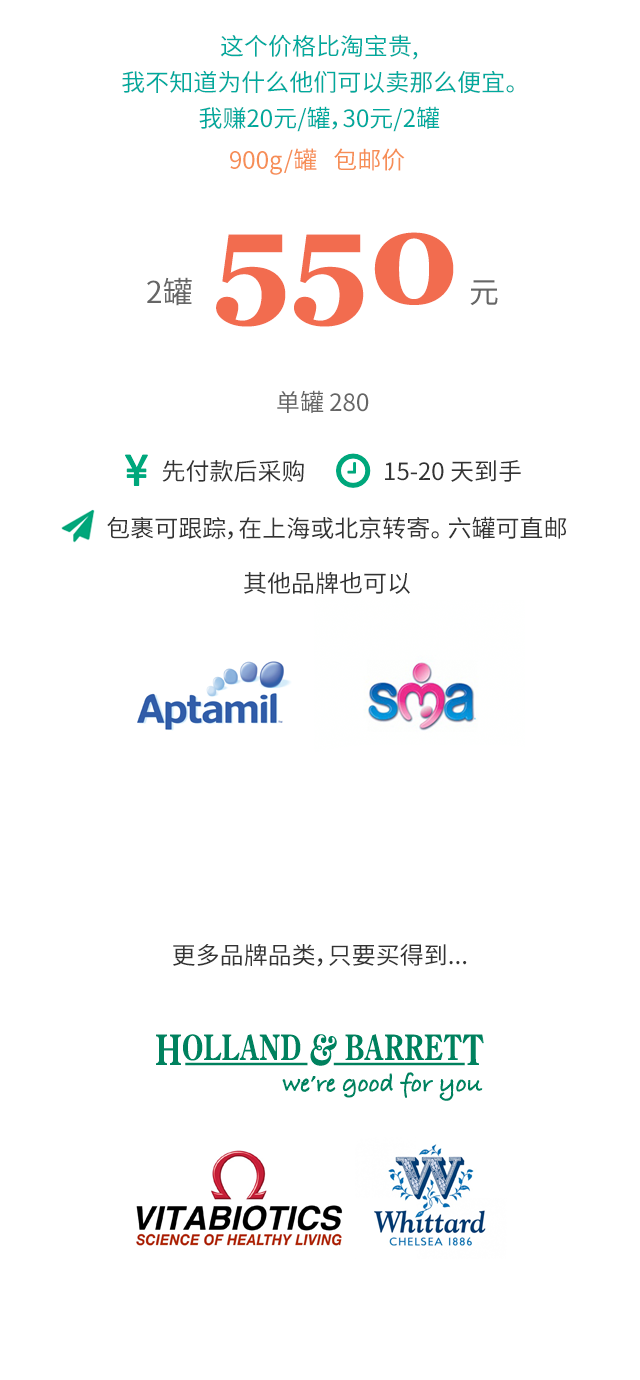 这个价格比淘宝贵,
我不知道为什么他们可以卖那么便宜。
我赚20元/罐，30元/2罐
900g/罐 包邮价
2罐 550 元
单罐 280
¥ 先付款后采购 15-20 天到手
包裹可跟踪，在上海或北京转寄。六罐可直邮
其他品牌也可以
Aptamil sma
更多品牌品类，只要买得到...
HOLLAND & BARRETT
we're good for you
W
VITABIOTICS Whittard
SCIENCE OF HEALTHY LIVING CHELSEA 1886